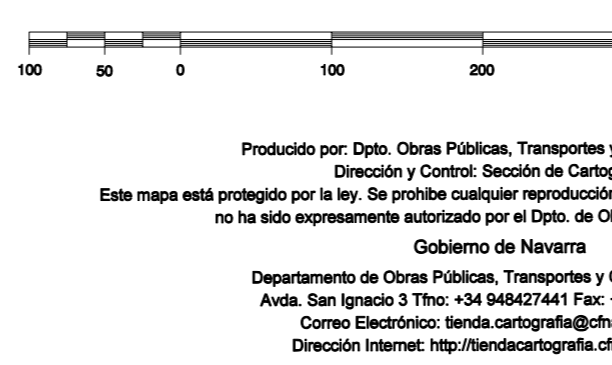 100 50 0 100 200
Producido por: Dpto. Obras Públicas, Transportes y
Dirección y Control: Sección de Cartog
Este mapa está protegido por la ley. Se prohibe cualquier reproducción
no ha sido expresamente autorizado por el Dpto. de Ob
Gobierno de Navarra
Departamento de Obras Públicas, Transportes y C
Avda. San Ignacio 3 Tfno: +34 948427441 Fax: +
Correo Electrónico: tienda.cartografia@cfna
Dirección Internet: http://tiendacartografia.cf